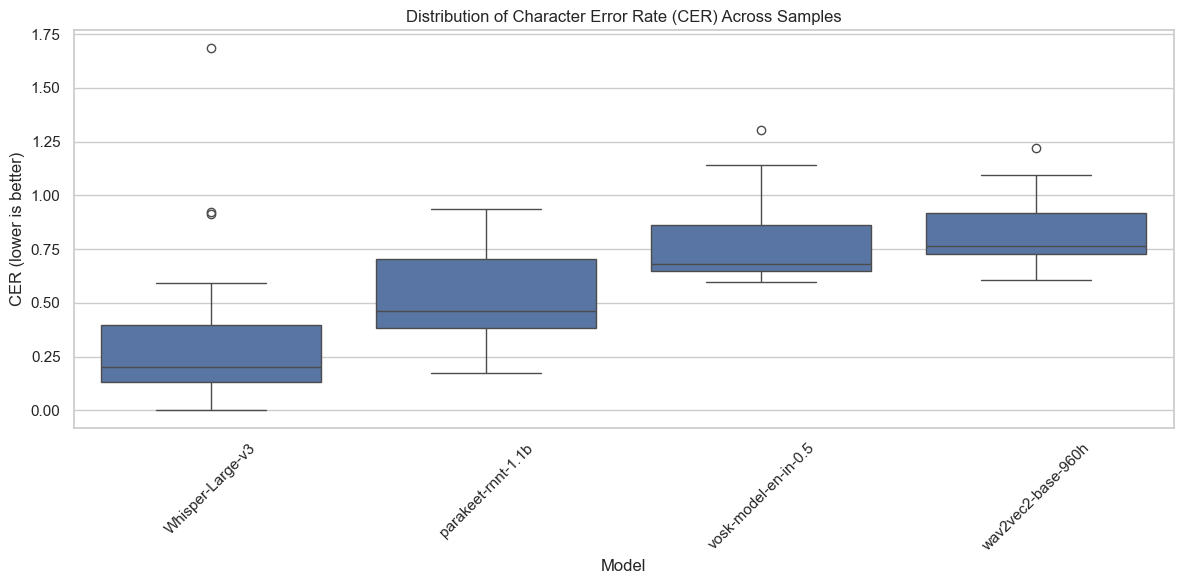 Distribution of Character Error Rate (CER) Across Samples
CER (lower is better)
1.75
1.50
1.25
1.00
0.75
0.50
0.25
0.00
Whisper-Large-v3
parakeet-rnnt-1.1b
vosk-model-en-in-0.5
wav2vec2-base-960h
Model